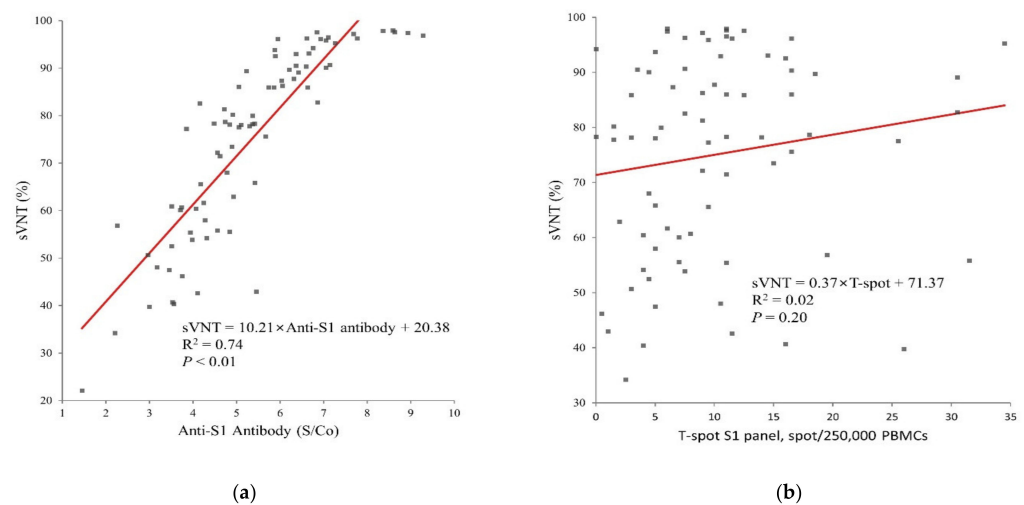 100
90
80
70
60
50
40
30
20
sVNT (%)
sVNT = 10.21×Anti-S1 antibody + 20.38
R² = 0.74
P < 0.01
1 2 3 4 5 6 7 8 9 10
Anti-S1 Antibody (S/Co)
(a)
100
90
80
70
60
50
40
30
sVNT (%)
sVNT = 0.37×T-spot + 71.37
R² = 0.02
P = 0.20
0 5 10 15 20 25 30 35
T-spot S1 panel, spot/250,000 PBMCs
(b)